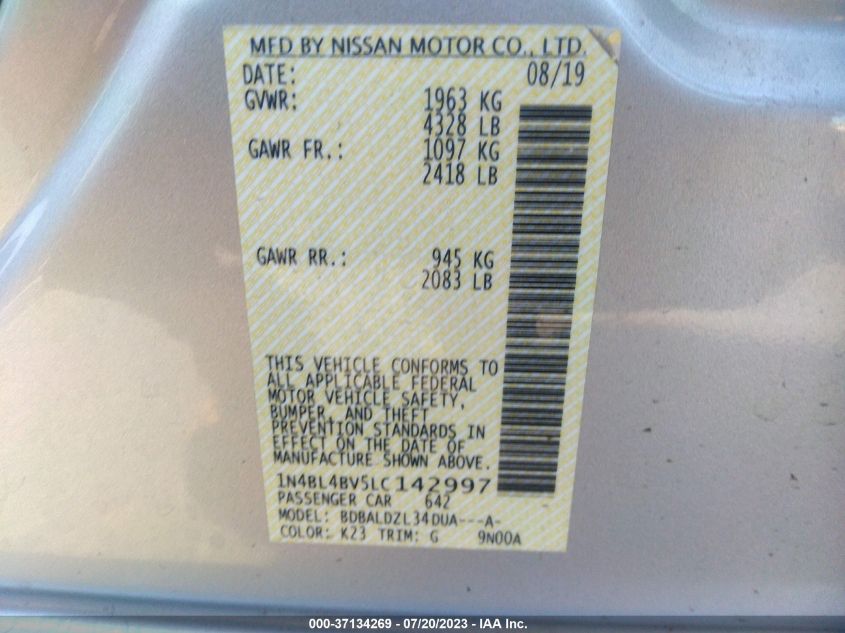 MFD BY NISSAN MOTOR CO., LTD.
DATE: 08/19
GVWR: 1963 KG
4328 LB
GAWR FR.: 1097 KG
2418 LB
GAWR RR.: 945 KG
2083 LB
THIS VEHICLE CONFORMS TO
ALL APPLICABLE FEDERAL
MOTOR VEHICLE SAFETY,
BUMPER, AND THEFT
PREVENTION STANDARDS IN
EFFECT ON THE DATE OF
MANUFACTURE SHOWN ABOVE.
1N4BL4BV5LC142997
PASSENGER CAR 642
MODEL: BDBALDZL34DUA---A-
COLOR: K23 TRIM: G 9N00A
000-37134269 - 07/20/2023 - IAA Inc.